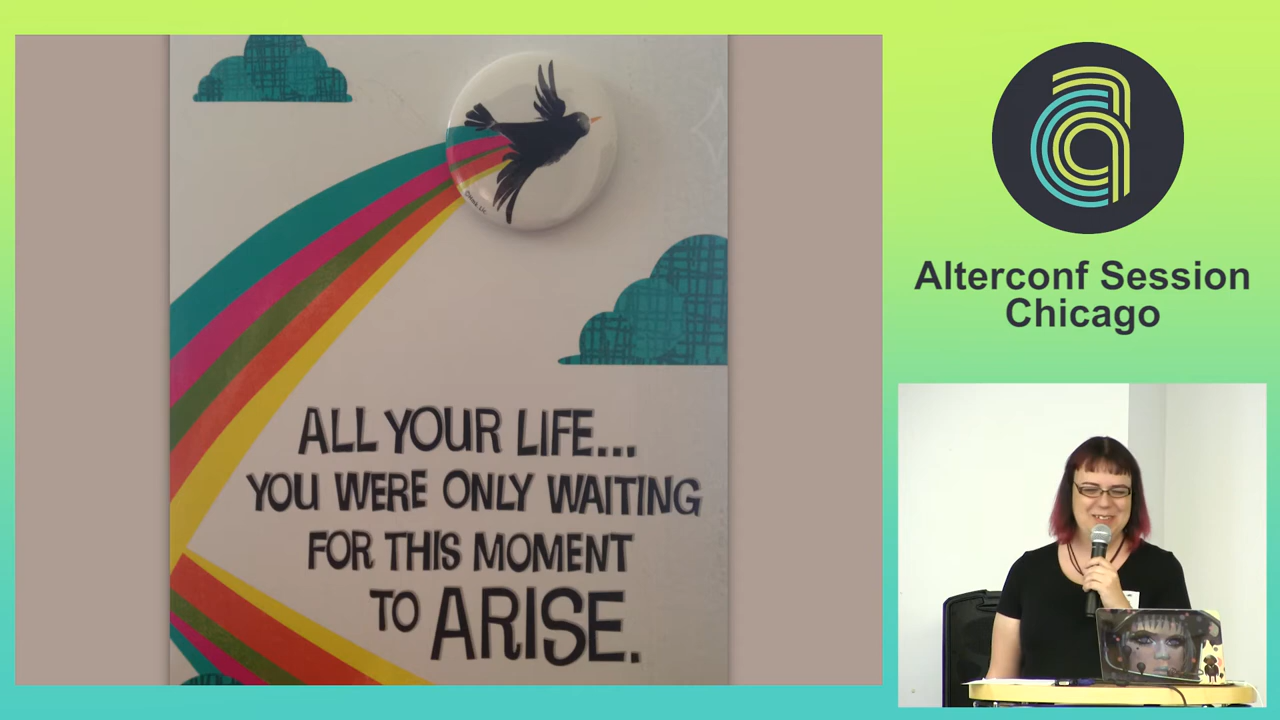 ALL YOUR LIFE...
YOU WERE ONLY WAITING
FOR THIS MOMENT
TO ARISE.
Alterconf Session
Chicago